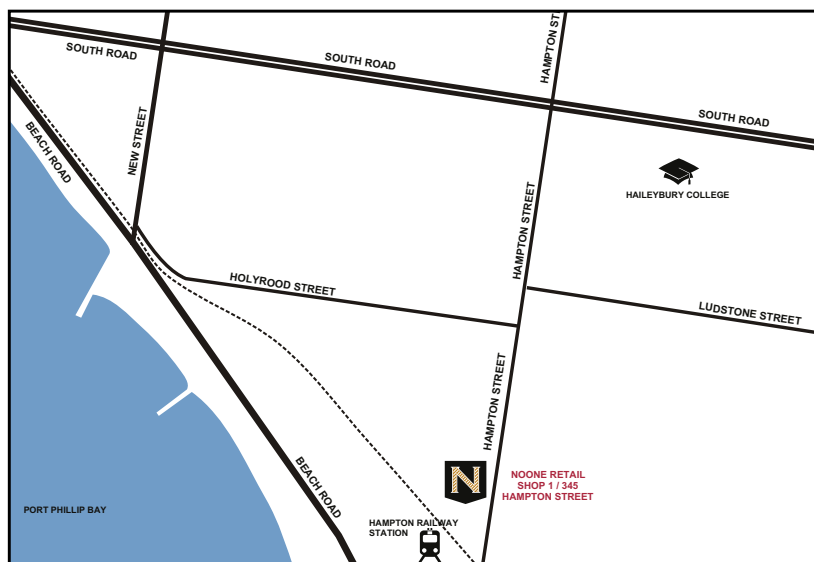 HAMPTON ST
SOUTH ROAD
SOUTH ROAD
SOUTH ROAD
NEW STREET
BEACH ROAD
HAILEYBURY COLLEGE
HAMPTON STREET
HOLYROOD STREET
LUDSTONE STREET
HAMPTON STREET
N
NOONE RETAIL
SHOP 1 / 345
HAMPTON STREET
BEACH ROAD
PORT PHILLIP BAY
HAMPTON RAILWAY
STATION